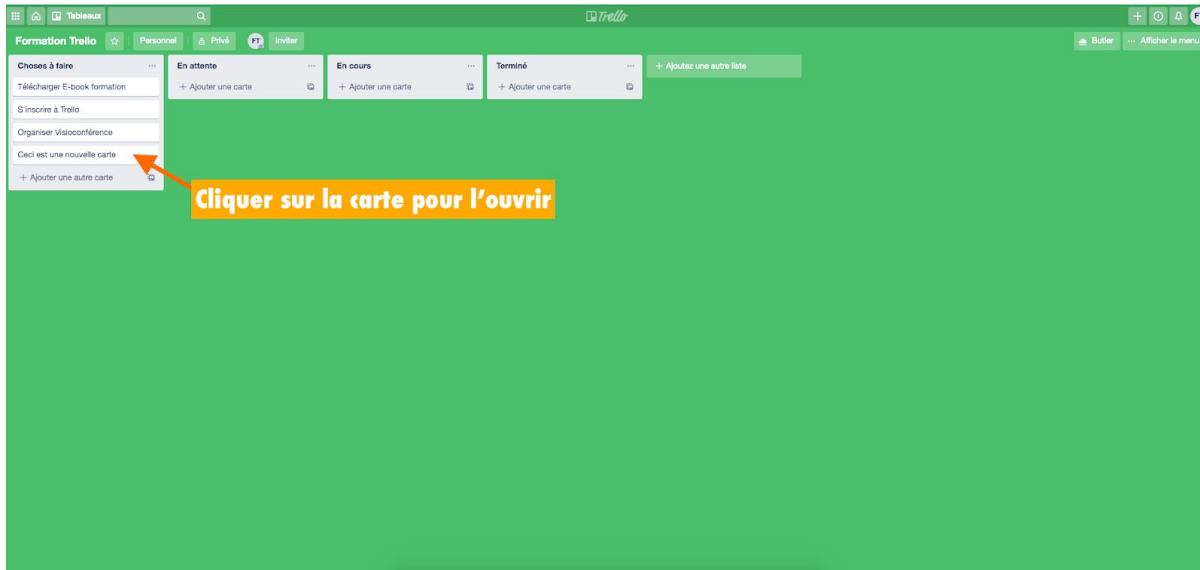 Tableaux
Trello
F
Formation Trello Personnel Privé FT Inviter
Butler ... Afficher le menu
Choses à faire ...
Télécharger E-book formation
S'inscrire à Trello
Organiser Visioconférence
Ceci est une nouvelle carte
+ Ajouter une autre carte
En attente ...
+ Ajouter une carte
En cours ...
+ Ajouter une carte
Terminé ...
+ Ajouter une carte
+ Ajoutez une autre liste
Cliquer sur la carte pour l'ouvrir